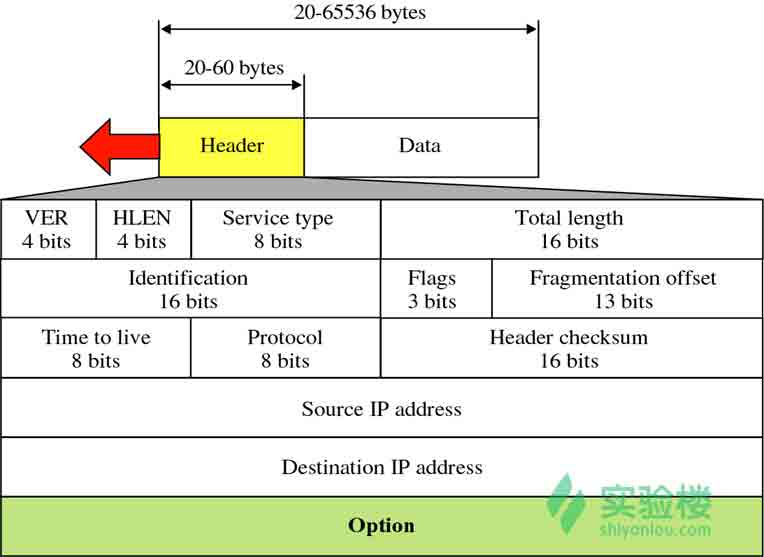 20-65536 bytes
20-60 bytes
Header
Data
VER
4 bits
HLEN
4 bits
Service type
8 bits
Total length
16 bits
Identification
16 bits
Flags
3 bits
Fragmentation offset
13 bits
Time to live
8 bits
Protocol
8 bits
Header checksum
16 bits
Source IP address
Destination IP address
Option
实验楼
shiyanlou.com